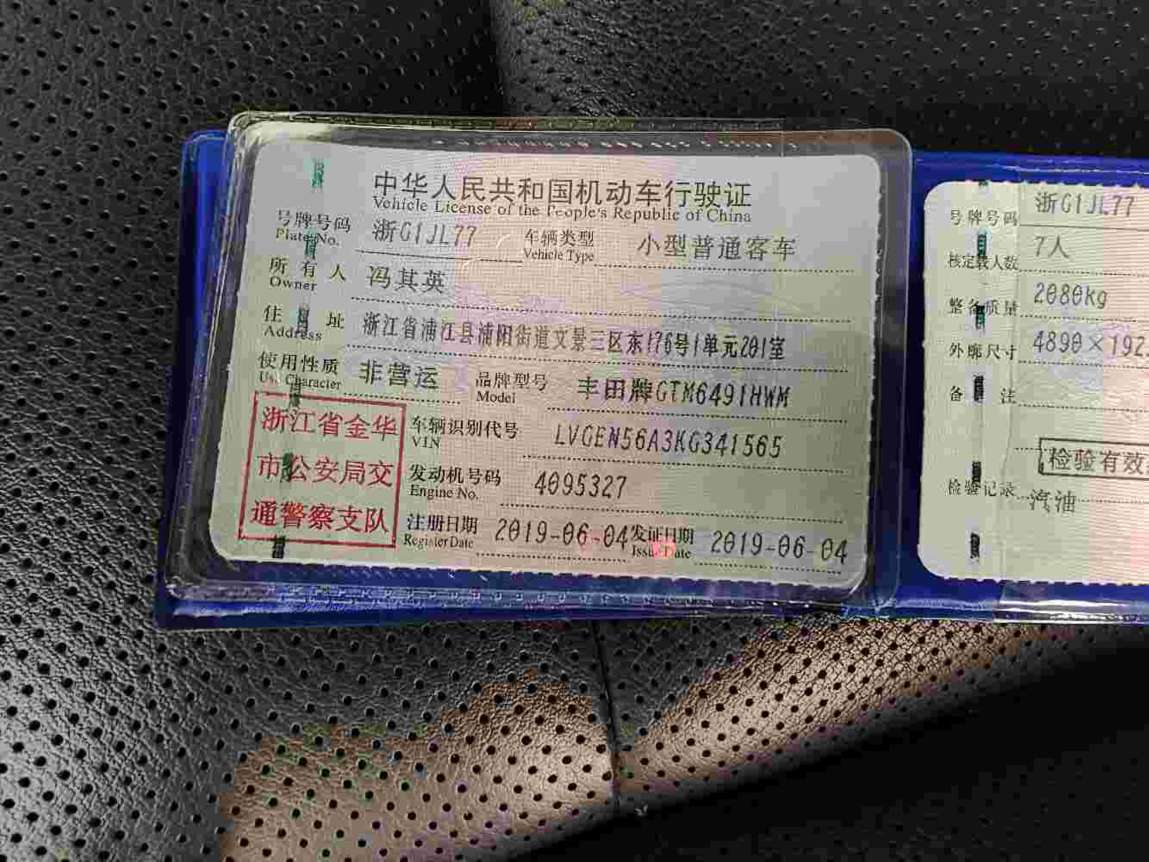 中华人民共和国机动车行驶证
Vehicle License of the People's Republic of China
号牌号码 浙G1JL77 车辆类型 小型普通客车
Plate No. Vehicle Type
所有人 冯其英
Owner
住址 浙江省浦江县浦阳街道文景三区东176号1单元201室
Address
使用性质 非营运 品牌型号 丰田牌GTM6491HWM
Use Character Model
浙江省金华
市公安局交
通警察支队
车辆识别代号 LVGEN56A3KG341565
VIN
发动机号码 4095327
Engine No.
注册日期 2019-06-04 发证日期 2019-06-04
Register Date Issue Date
号牌号码 浙G1JL77
核定载人数 7人
整备质量 2080kg
外廓尺寸 4890×192
备注
检验有效
检验记录 汽油